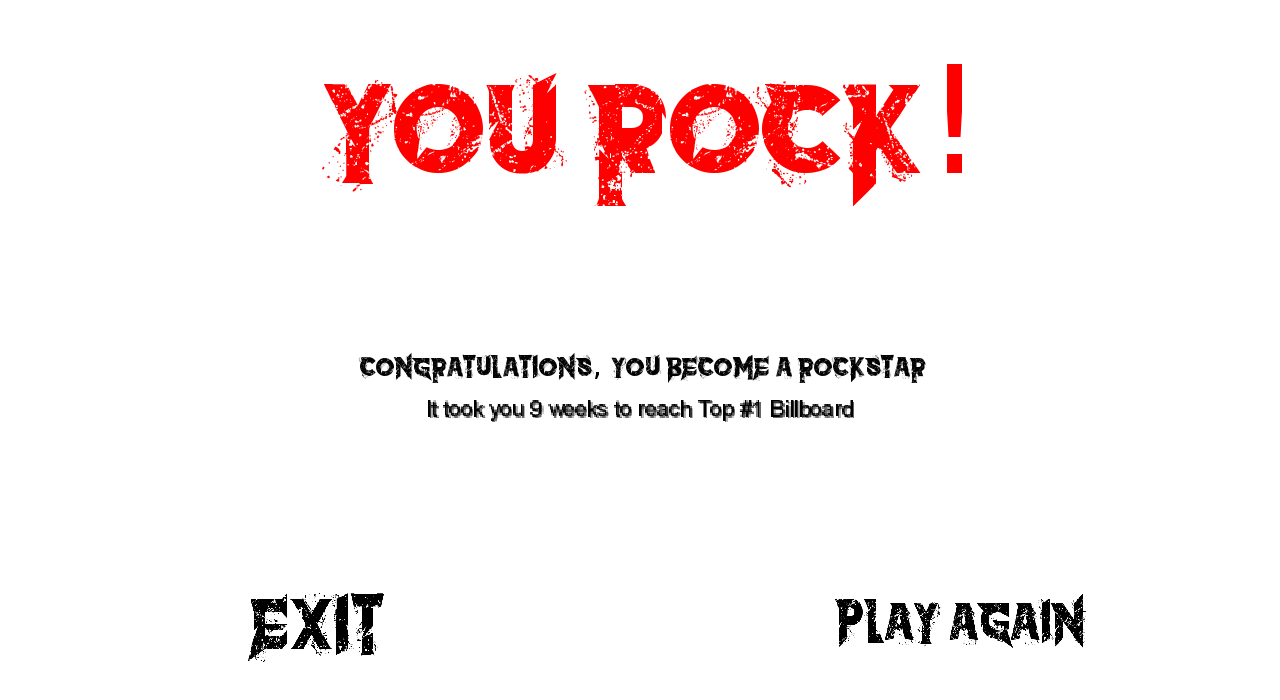 YOU ROCK!
CONGRATULATIONS, YOU BECOME A ROCKSTAR
It took you 9 weeks to reach Top #1 Billboard
EXIT
PLAY AGAIN